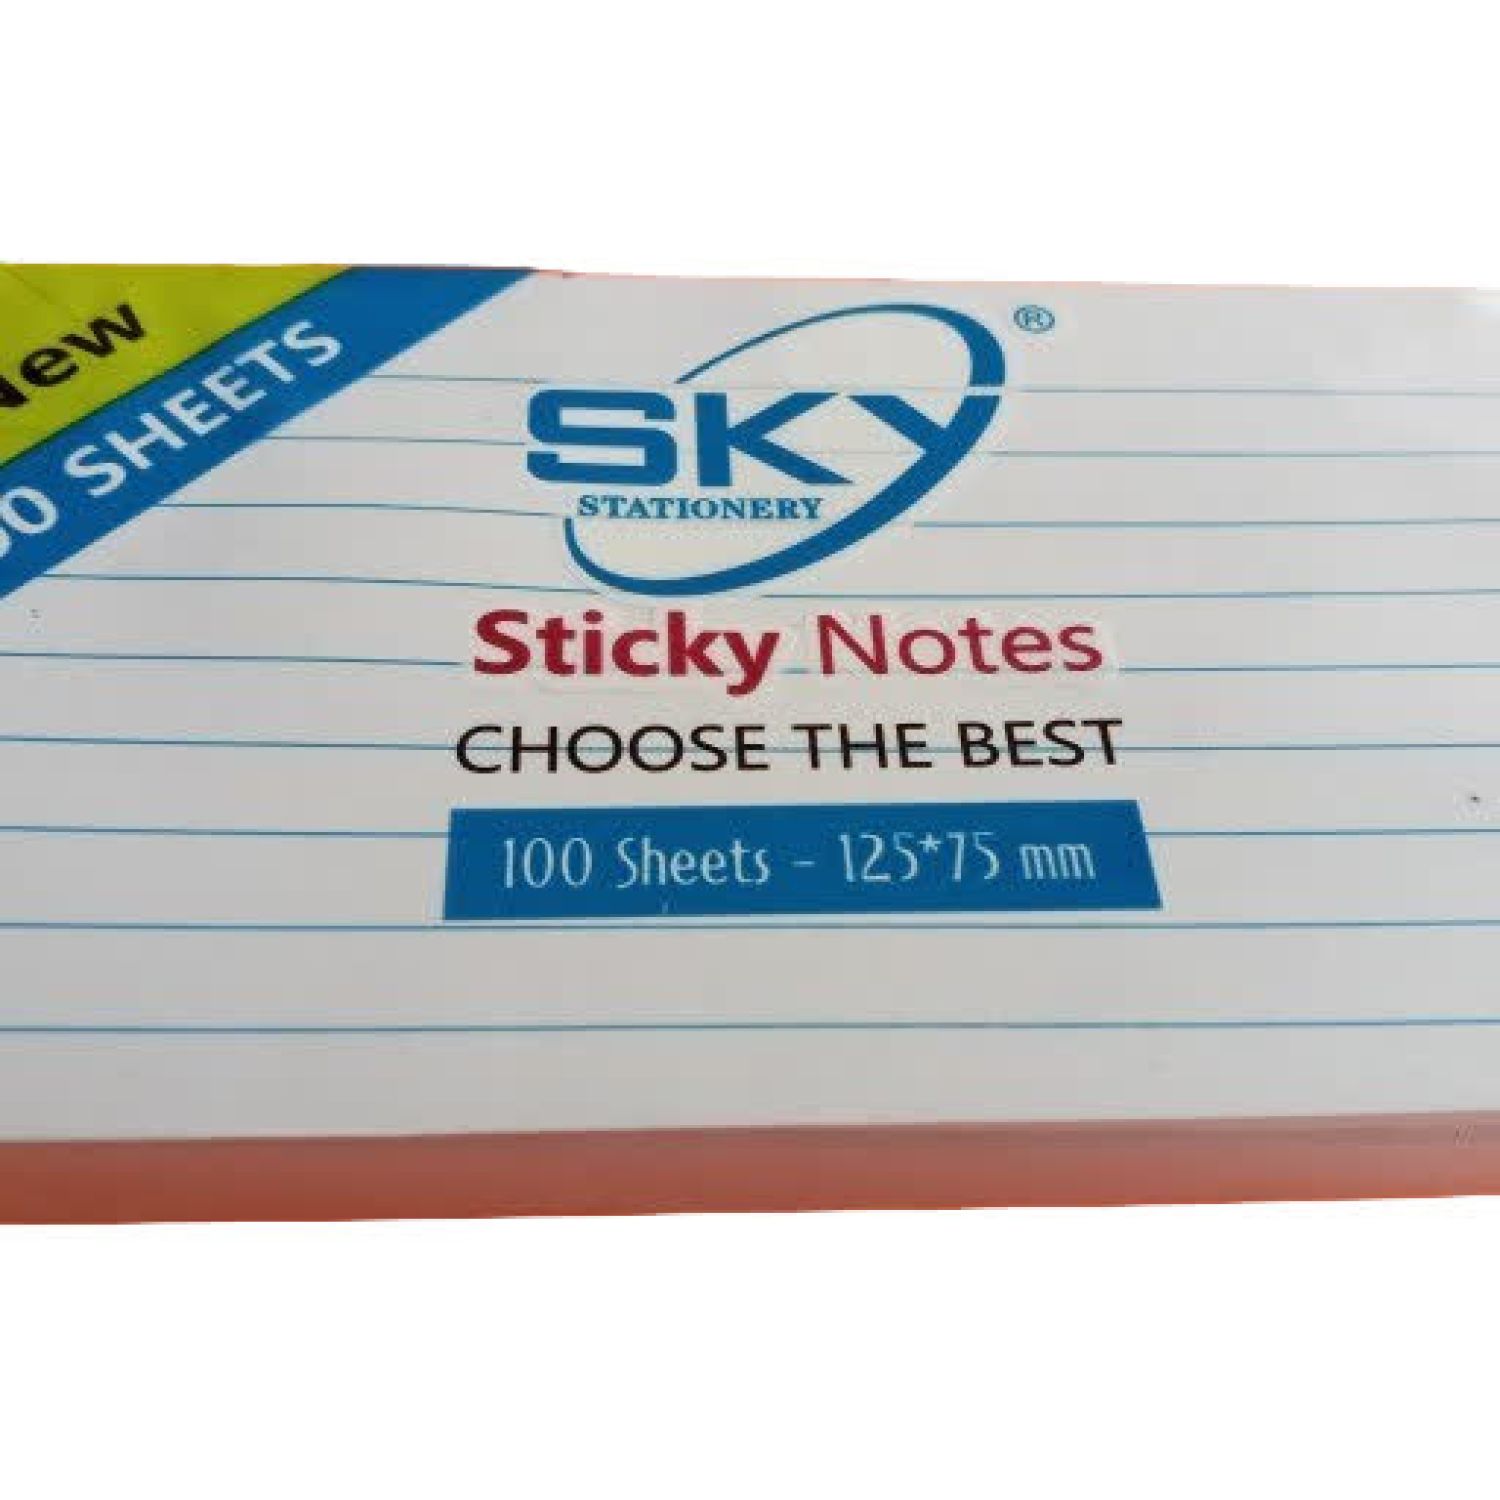 New
00 SHEETS
SKY ®
STATIONERY
Sticky Notes
CHOOSE THE BEST
100 Sheets - 125*75 mm